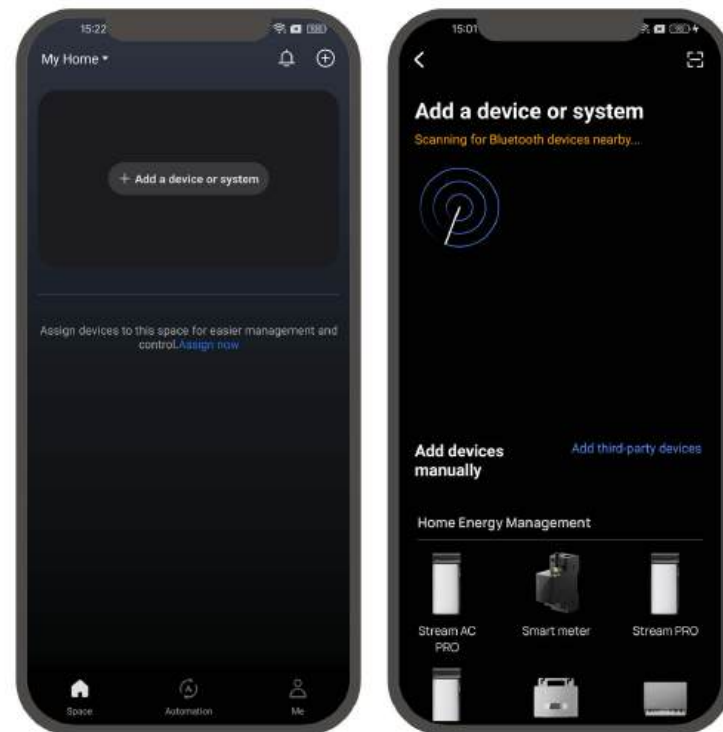 15:22
My Home
+ Add a device or system
Assign devices to this space for easier management and
control.Assign now
Space
Automation
Me
15:01
Add a device or system
Scanning for Bluetooth devices nearby...
Add devices
manually
Add third-party devices
Home Energy Management
Stream AC
PRO
Smart meter
Stream PRO